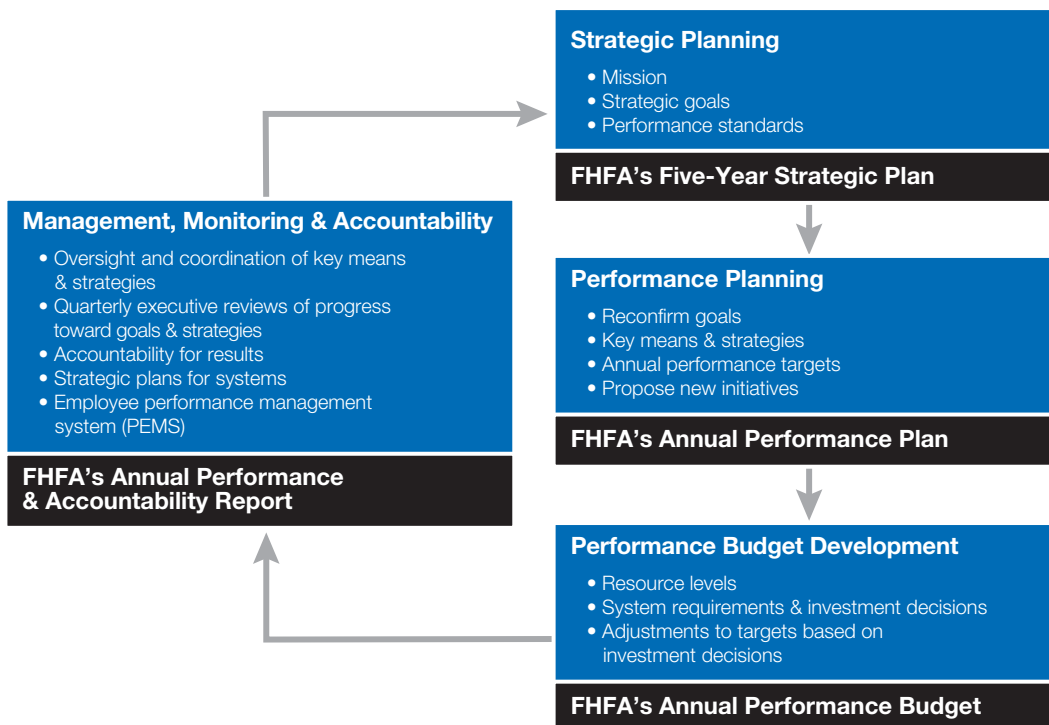 Strategic Planning
• Mission
• Strategic goals
• Performance standards
FHFA's Five-Year Strategic Plan
Management, Monitoring & Accountability
• Oversight and coordination of key means
& strategies
• Quarterly executive reviews of progress
toward goals & strategies
• Accountability for results
• Strategic plans for systems
• Employee performance management
system (PEMS)
FHFA's Annual Performance
& Accountability Report
Performance Planning
• Reconfirm goals
• Key means & strategies
• Annual performance targets
• Propose new initiatives
FHFA's Annual Performance Plan
Performance Budget Development
• Resource levels
• System requirements & investment decisions
• Adjustments to targets based on
investment decisions
FHFA's Annual Performance Budget